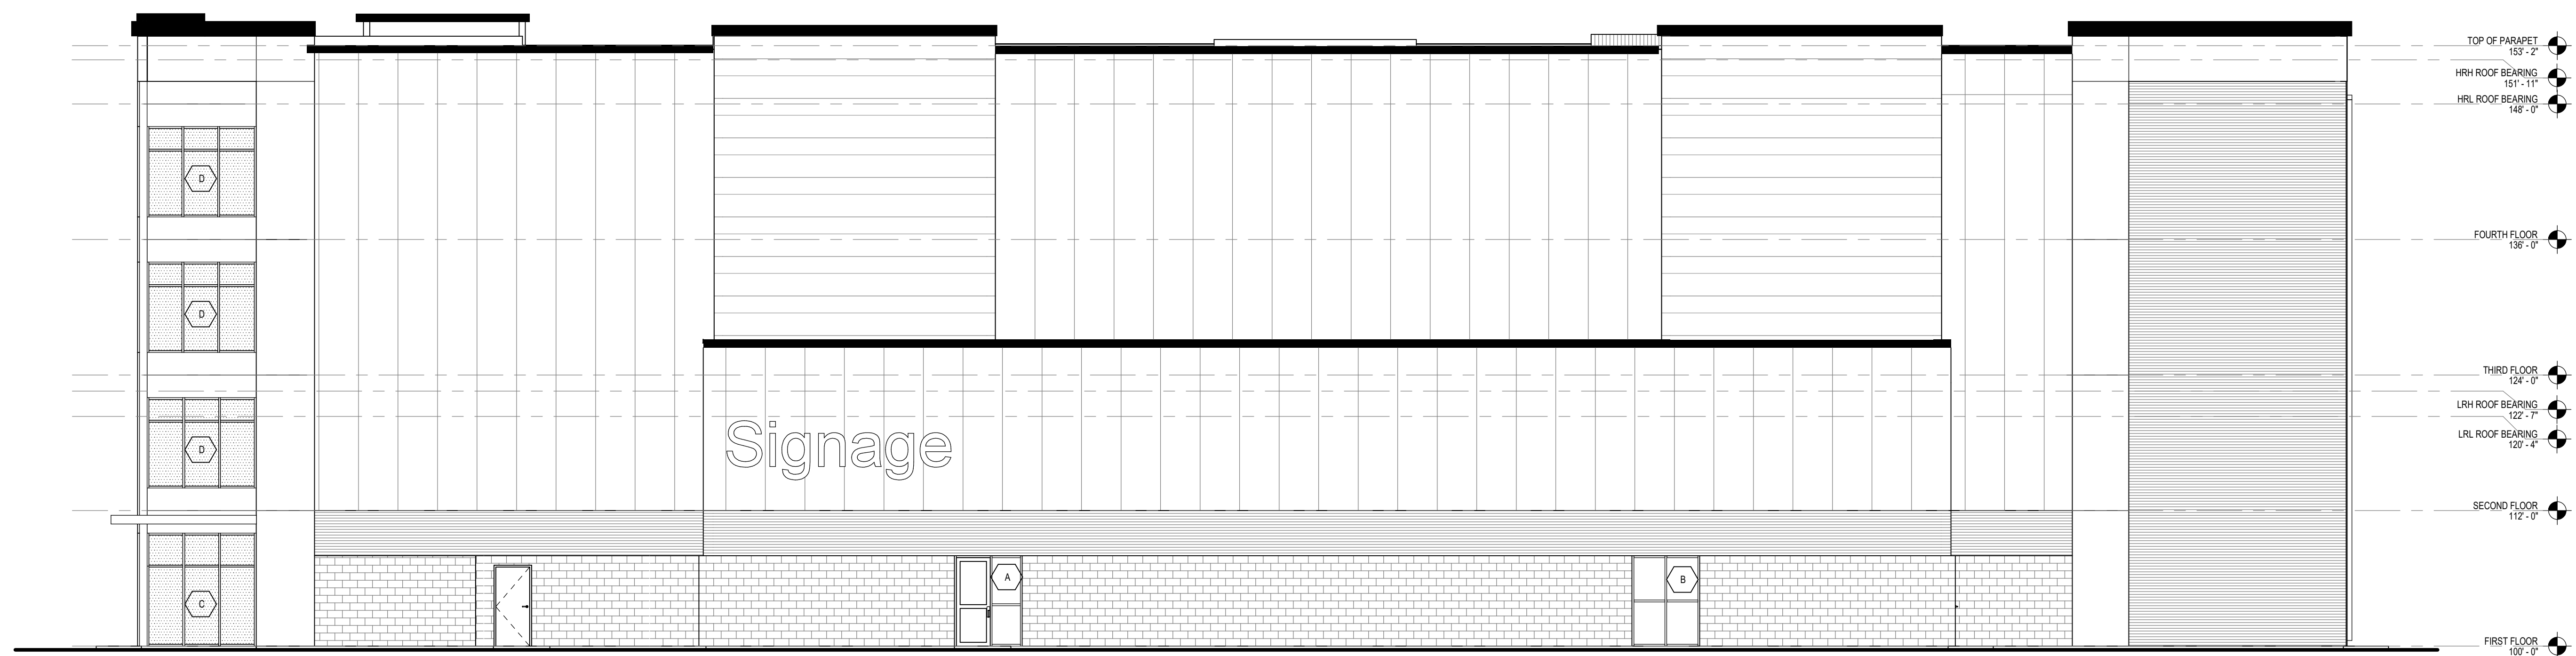 TOP OF PARAPET
153' - 2"
HRH ROOF BEARING
151' - 11"
HRL ROOF BEARING
148' - 0"
D
FOURTH FLOOR
136' - 0"
D
THIRD FLOOR
124' - 0"
LRH ROOF BEARING
122' - 7"
LRL ROOF BEARING
120' - 4"
Signage
D
SECOND FLOOR
112' - 0"
A
B
C
FIRST FLOOR
100' - 0"